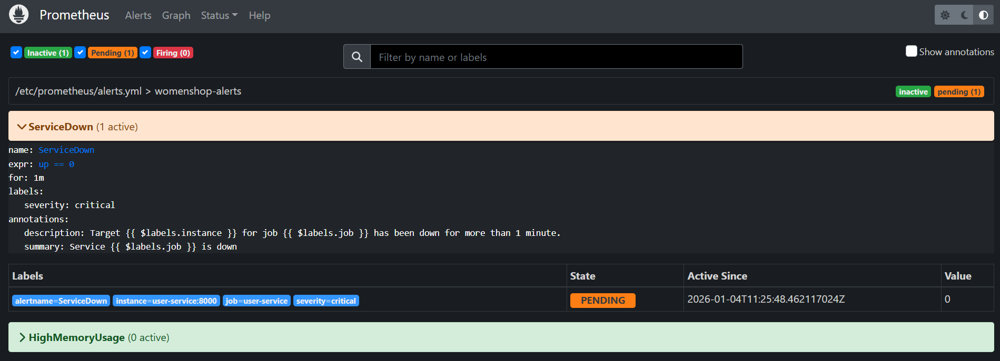 Prometheus Alerts Graph Status Help
Inactive (1) Pending (1) Firing (0) Filter by name or labels Show annotations
/etc/prometheus/alerts.yml > womenshop-alerts inactive pending (1)
ServiceDown (1 active)
name: ServiceDown
expr: up == 0
for: 1m
labels:
severity: critical
annotations:
description: Target {{ $labels.instance }} for job {{ $labels.job }} has been down for more than 1 minute.
summary: Service {{ $labels.job }} is down
Labels State Active Since Value
alertname=ServiceDown instance=user-service:8000 job=user-service severity=critical PENDING 2026-01-04T11:25:48.462117024Z 0
HighMemoryUsage (0 active)